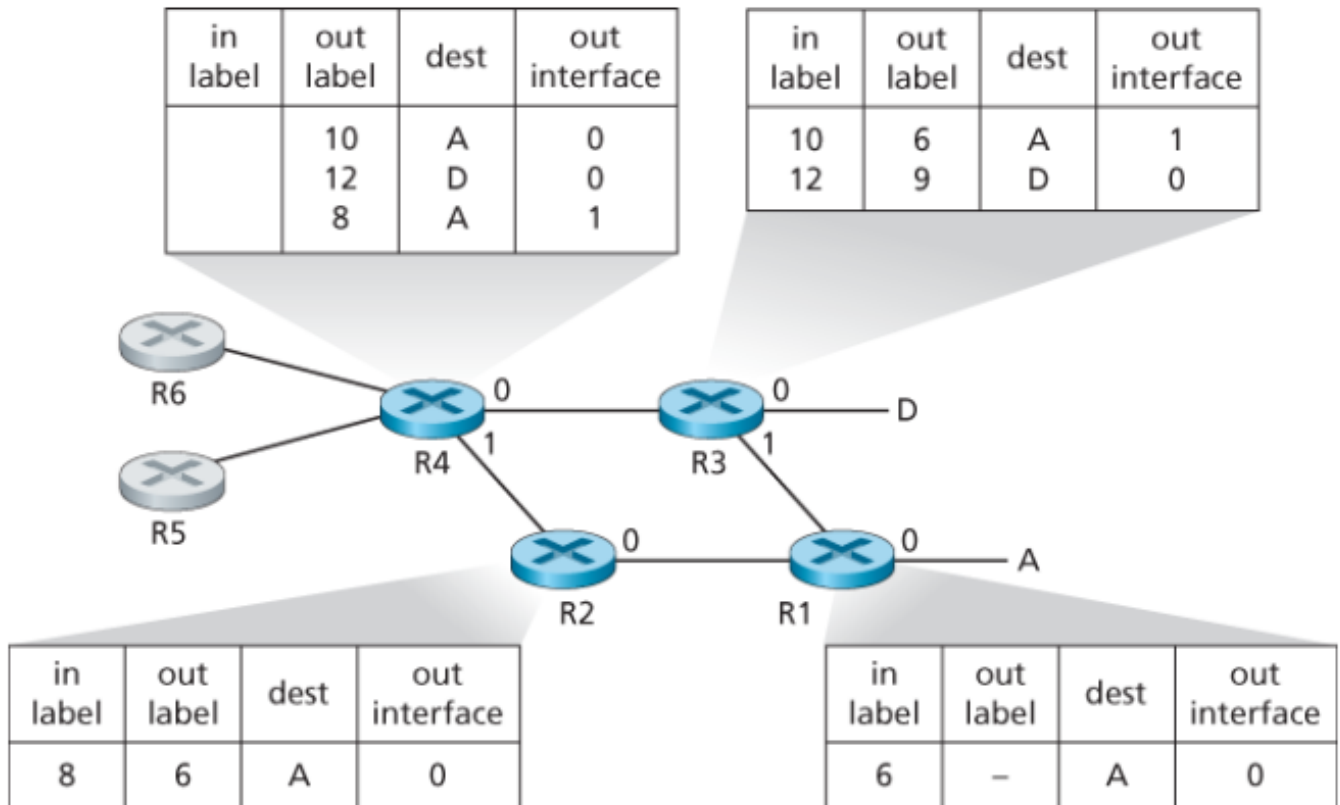 in label out label dest out interface
10 A 0
12 D 0
8 A 1
in label out label dest out interface
10 6 A 1
12 9 D 0
R6
R5
0
1
R4
0
1
R3
D
0
R2
0
R1
A
in label out label dest out interface
8 6 A 0
in label out label dest out interface
6 – A 0